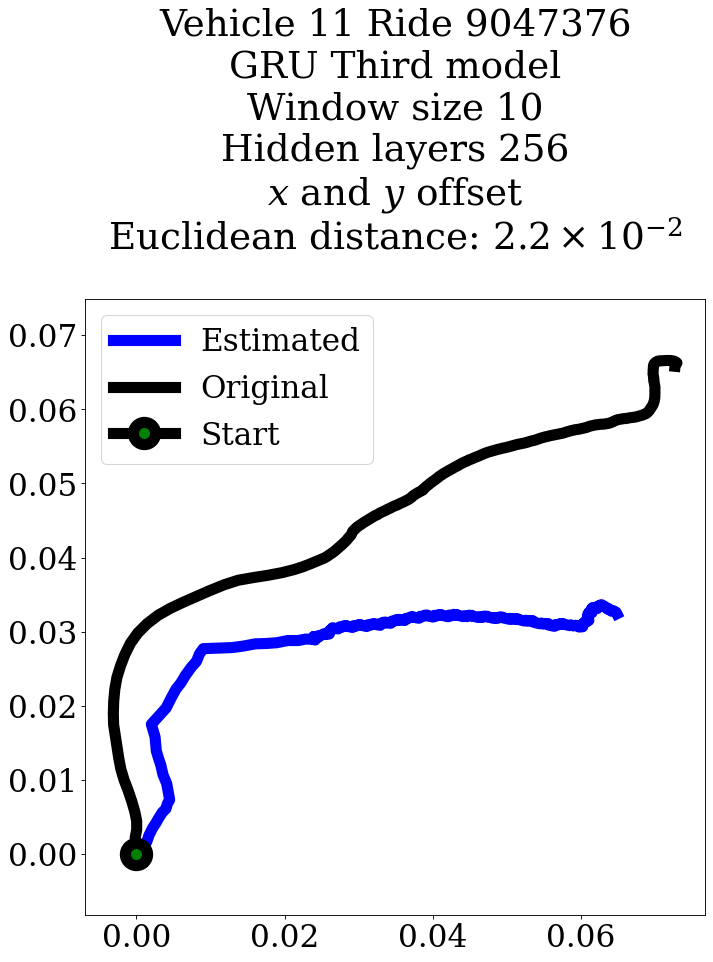 Vehicle 11 Ride 9047376
GRU Third model
Window size 10
Hidden layers 256
x and y offset
Euclidean distance: 2.2 × 10⁻²
Estimated
Original
Start
0.07
0.06
0.05
0.04
0.03
0.02
0.01
0.00
0.00 0.02 0.04 0.06